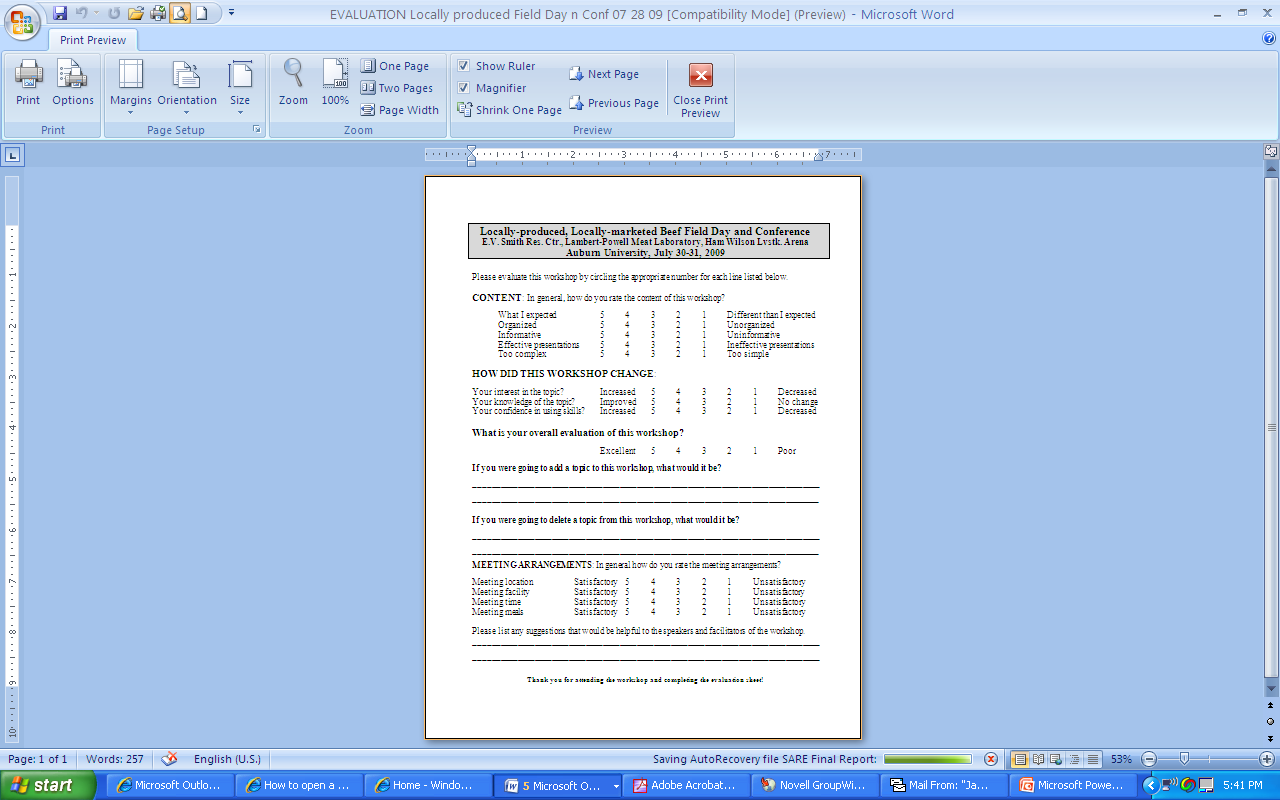 EVALUATION Locally produced Field Day n Conf 07 28 09 [Compatibility Mode] (Preview) - Microsoft Word
Print Preview
Print
Options
Margins
Orientation
Size
Zoom
100%
One Page
Two Pages
Page Width
Show Ruler
Magnifier
Shrink One Page
Next Page
Previous Page
Close Print
Preview
Print
Page Setup
Zoom
Preview
1 2 3 4 5 6 7
Locally-produced, Locally-marketed Beef Field Day and Conference
E.V. Smith Res. Ctr., Lambert-Powell Meat Laboratory, Ham Wilson Lvstk. Arena
Auburn University, July 30-31, 2009
Please evaluate this workshop by circling the appropriate number for each line listed below.
CONTENT: In general, how do you rate the content of this workshop?
What I expected 5 4 3 2 1 Different than I expected
Organized 5 4 3 2 1 Unorganized
Informative 5 4 3 2 1 Uninformative
Effective presentations 5 4 3 2 1 Ineffective presentations
Too complex 5 4 3 2 1 Too simple
HOW DID THIS WORKSHOP CHANGE:
Your interest in the topic? Increased 5 4 3 2 1 Decreased
Your knowledge of the topic? Improved 5 4 3 2 1 No change
Your confidence in using skills? Increased 5 4 3 2 1 Decreased
What is your overall evaluation of this workshop?
Excellent 5 4 3 2 1 Poor
If you were going to add a topic to this workshop, what would it be?
If you were going to delete a topic from this workshop, what would it be?
MEETING ARRANGEMENTS: In general how do you rate the meeting arrangements?
Meeting location Satisfactory 5 4 3 2 1 Unsatisfactory
Meeting facility Satisfactory 5 4 3 2 1 Unsatisfactory
Meeting time Satisfactory 5 4 3 2 1 Unsatisfactory
Meeting meals Satisfactory 5 4 3 2 1 Unsatisfactory
Please list any suggestions that would be helpful to the speakers and facilitators of the workshop.
Thank you for attending the workshop and completing the evaluation sheet!
Page: 1 of 1 Words: 257 English (U.S.) Saving AutoRecovery file SARE Final Report: 53%
start Microsoft Outlo... How to open a ... Home - Windo... 5 Microsoft O... Adobe Acrobat... Novell GroupWi... Mail From: "Ja... Microsoft Powe... 5:41 PM